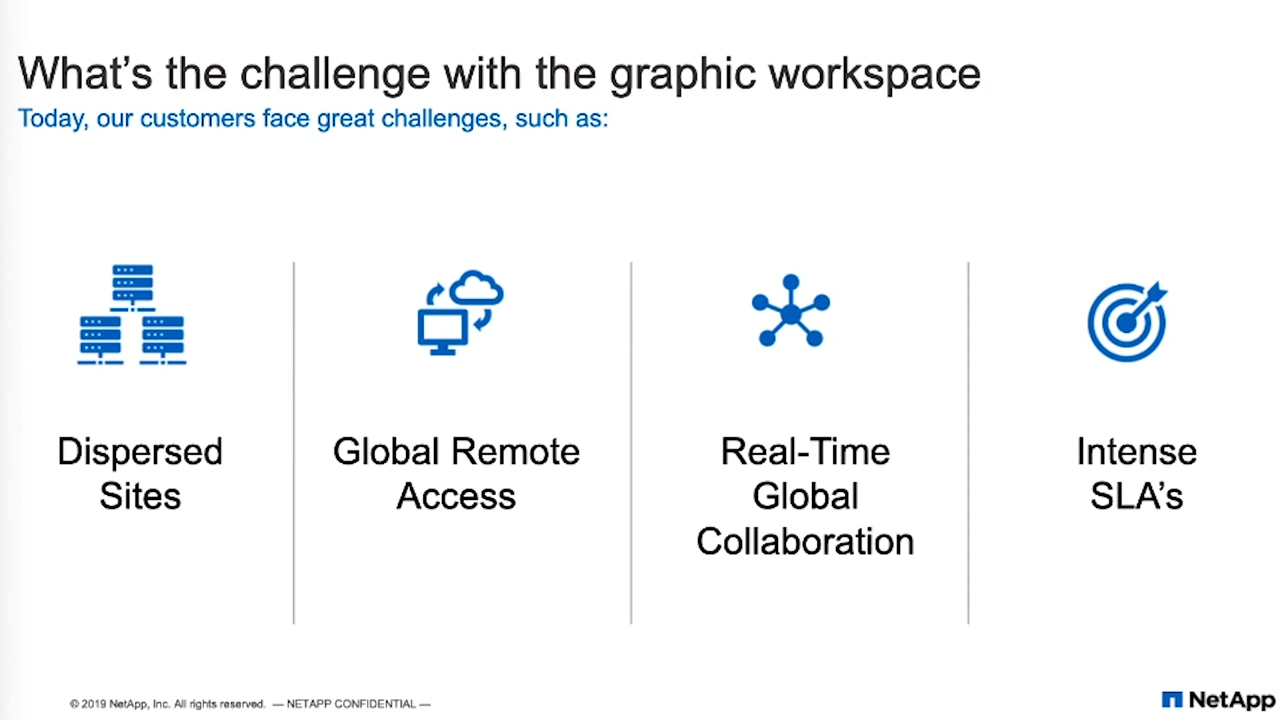 What's the challenge with the graphic workspace
Today, our customers face great challenges, such as:
Dispersed
Sites
Global Remote
Access
Real-Time
Global
Collaboration
Intense
SLA's
© 2019 NetApp, Inc. All rights reserved. — NETAPP CONFIDENTIAL —
NetApp